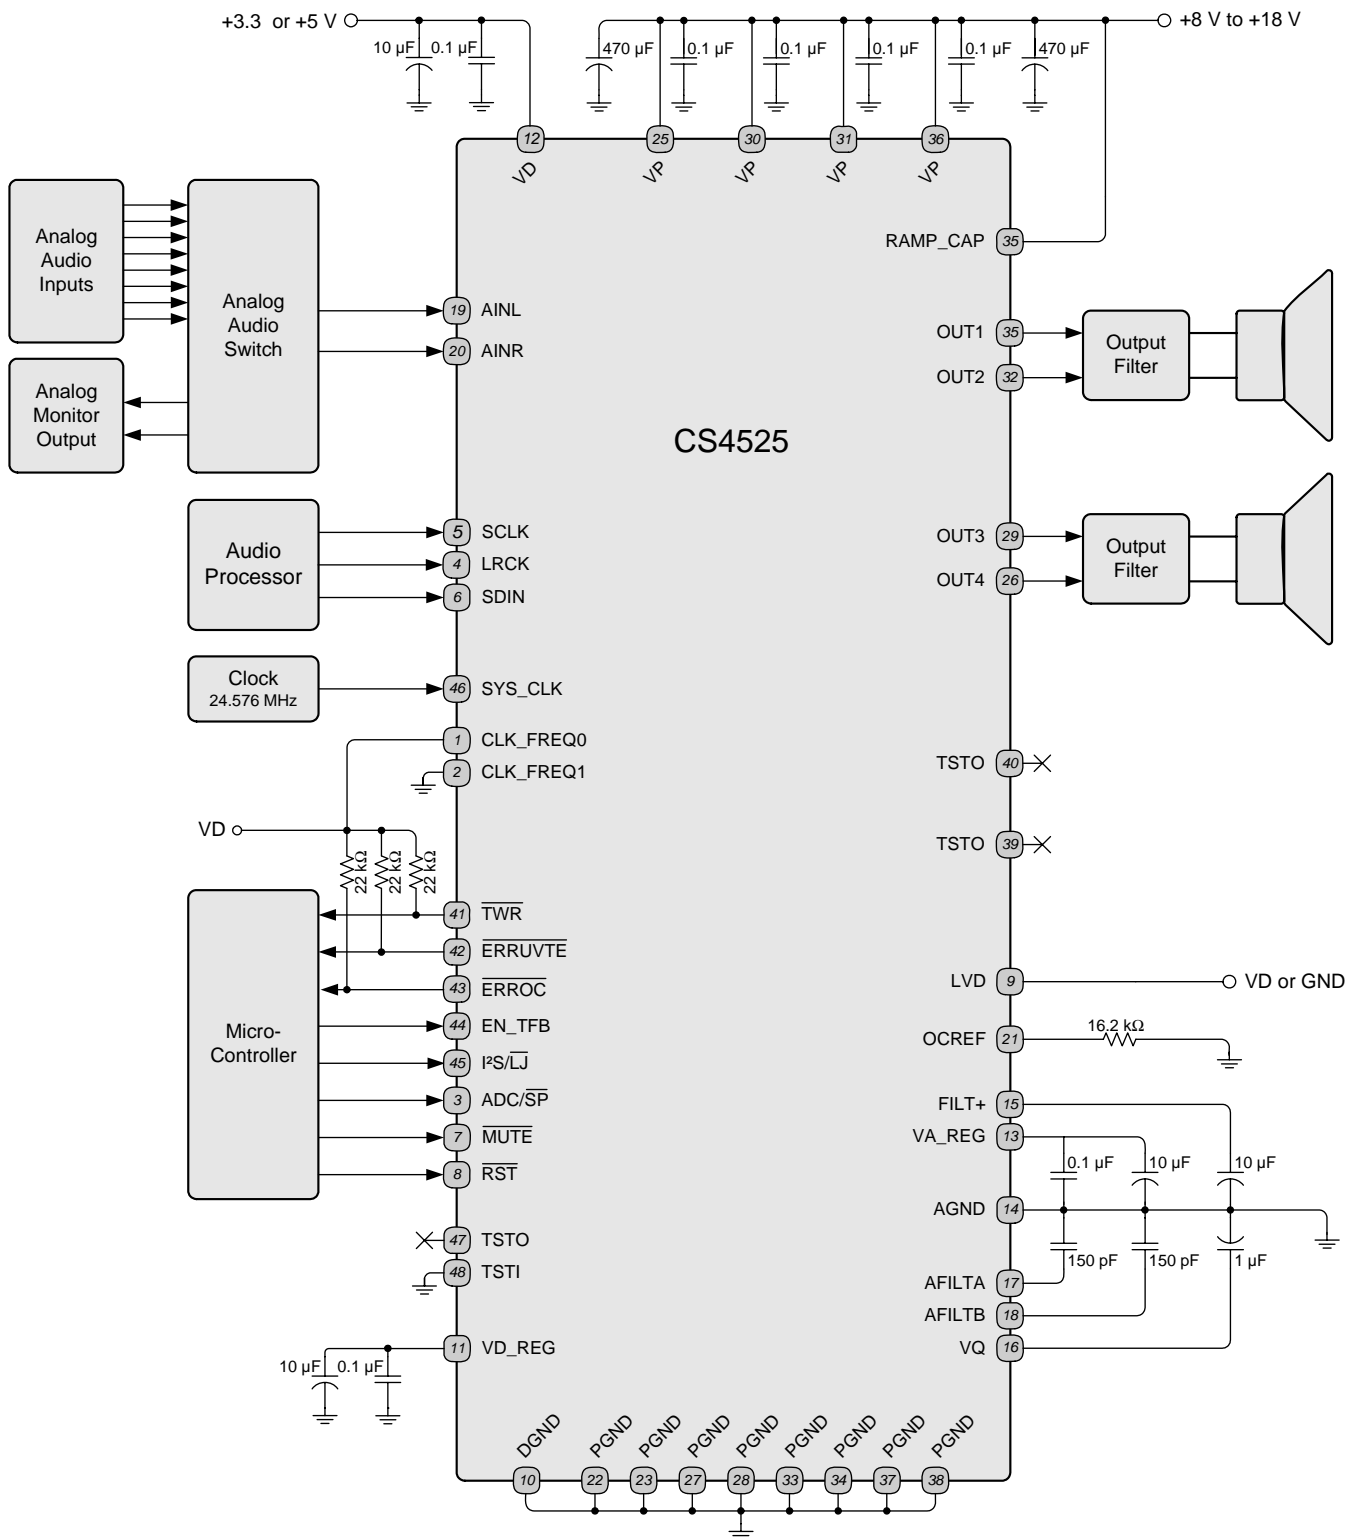 +3.3 or +5 V
10 µF
0.1 µF
470 µF
0.1 µF
0.1 µF
0.1 µF
0.1 µF
470 µF
+8 V to +18 V
12
25
30
31
36
VD
VP
VP
VP
VP
Analog
Audio
Inputs
Analog
Audio
Switch
Analog
Monitor
Output
19 AINL
20 AINR
RAMP_CAP 35
OUT1 35
OUT2 32
Output
Filter
CS4525
Audio
Processor
5 SCLK
4 LRCK
6 SDIN
OUT3 29
OUT4 26
Output
Filter
Clock
24.576 MHz
46 SYS_CLK
1 CLK_FREQ0
2 CLK_FREQ1
TSTO 40
TSTO 39
VD
22 kΩ
22 kΩ
22 kΩ
Micro-
Controller
41 TWR
42 ERRUVTE
43 ERROC
44 EN_TFB
45 I²S/LJ
3 ADC/SP
7 MUTE
8 RST
LVD 9
VD or GND
OCREF 21
16.2 kΩ
FILT+ 15
VA_REG 13
0.1 µF
10 µF
10 µF
AGND 14
150 pF
150 pF
1 µF
AFILTA 17
AFILTB 18
VQ 16
47 TSTO
48 TSTI
11 VD_REG
10 µF
0.1 µF
DGND
PGND
PGND
PGND
PGND
PGND
PGND
PGND
PGND
10
22
23
27
28
33
34
37
38